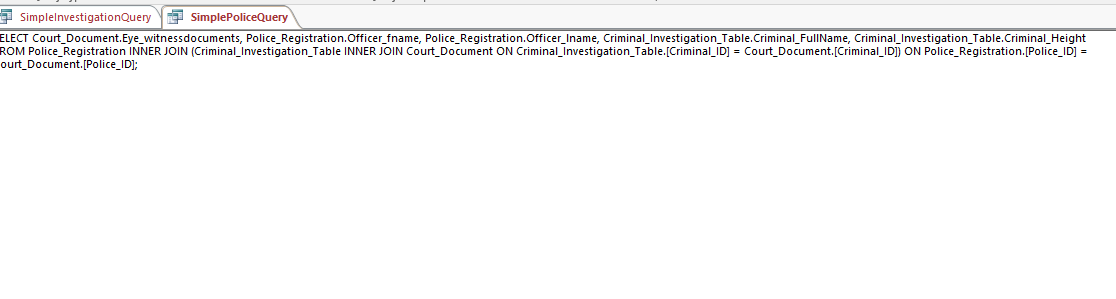 SimpleInvestigationQuery SimplePoliceQuery
ELECT Court_Document.Eye_witnessdocuments, Police_Registration.Officer_fname, Police_Registration.Officer_lname, Criminal_Investigation_Table.Criminal_FullName, Criminal_Investigation_Table.Criminal_Height
ROM Police_Registration INNER JOIN (Criminal_Investigation_Table INNER JOIN Court_Document ON Criminal_Investigation_Table.[Criminal_ID] = Court_Document.[Criminal_ID]) ON Police_Registration.[Police_ID] =
ourt_Document.[Police_ID];